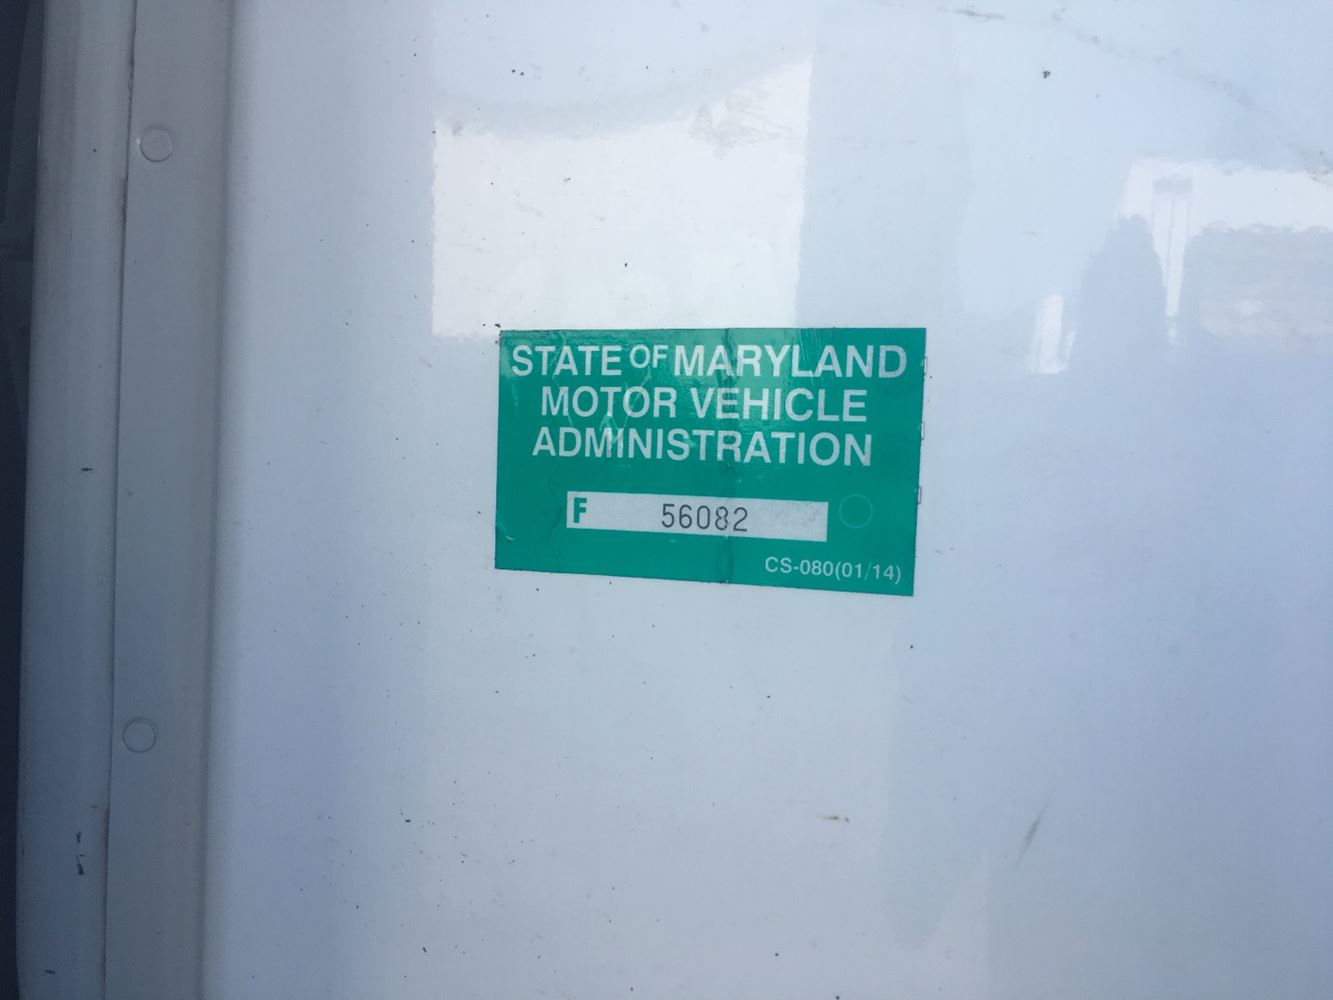 STATE OF MARYLAND
MOTOR VEHICLE
ADMINISTRATION
F 56082
CS-080(01/14)